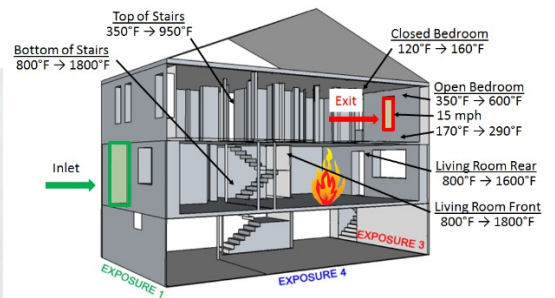 Top of Stairs
350°F → 950°F
Closed Bedroom
120°F → 160°F
Bottom of Stairs
800°F → 1800°F
Exit
Open Bedroom
350°F → 600°F
15 mph
170°F → 290°F
Inlet
Living Room Rear
800°F → 1600°F
Living Room Front
800°F → 1800°F
EXPOSURE 1
EXPOSURE 4
EXPOSURE 3